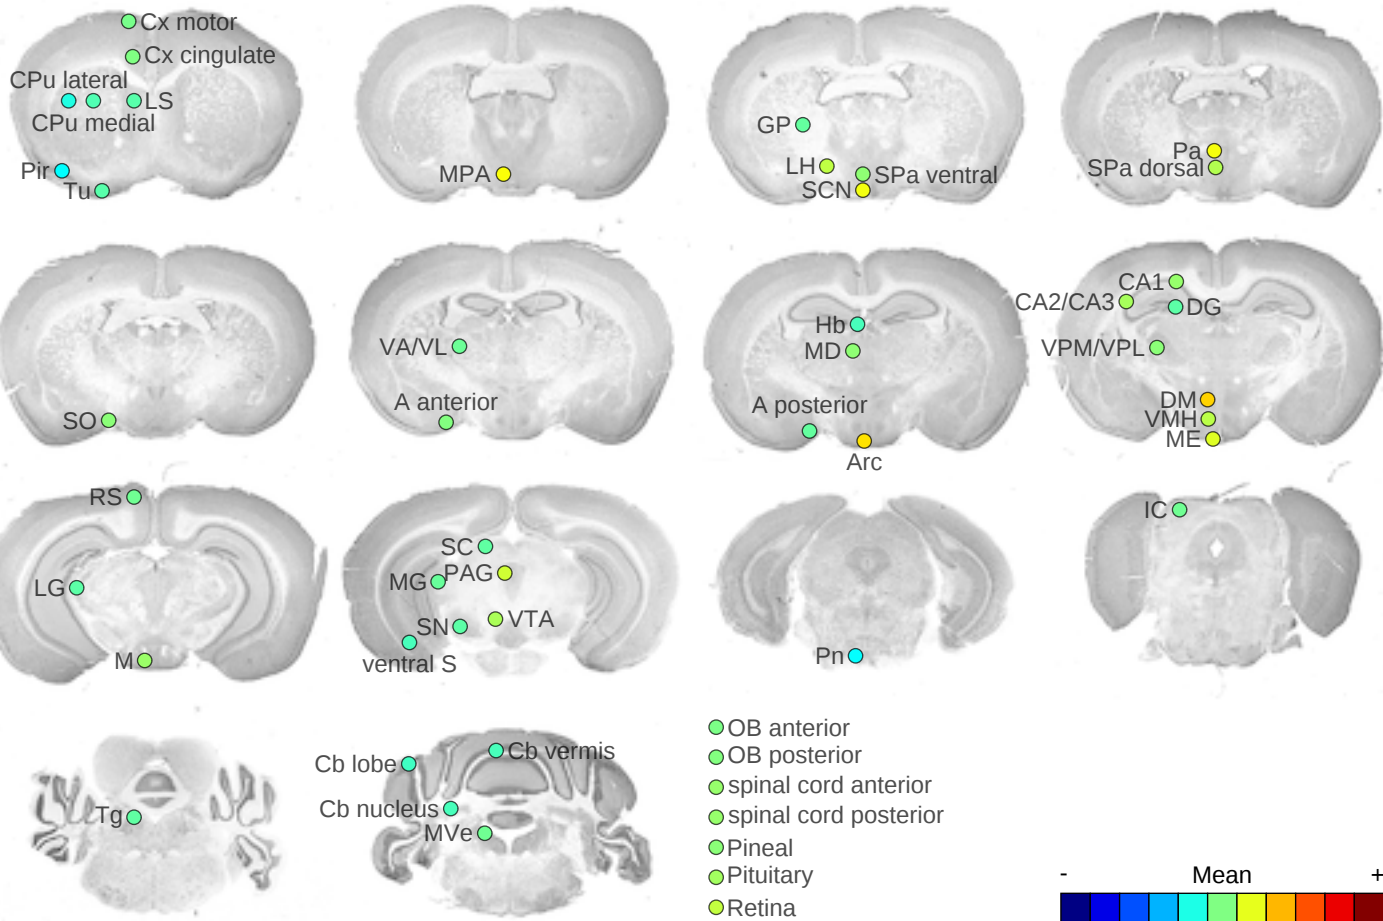 Cx motor
Cx cingulate
CPu lateral
LS
CPu medial
Pir
Tu
MPA
GP
LH
SPa ventral
SCN
Pa
SPa dorsal
SO
VA/VL
A anterior
Hb
MD
A posterior
Arc
CA1
CA2/CA3
DG
VPM/VPL
DM
VMH
ME
RS
LG
M
SC
MG
PAG
SN
VTA
ventral S
Pn
IC
Tg
Cb lobe
Cb vermis
Cb nucleus
MVe
OB anterior
OB posterior
spinal cord anterior
spinal cord posterior
Pineal
Pituitary
Retina
- Mean +